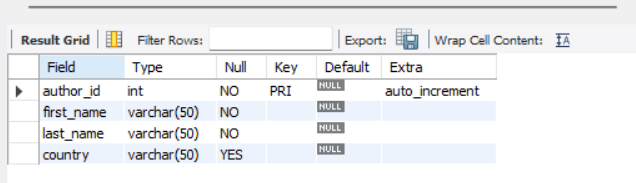 Result Grid Filter Rows: Export: Wrap Cell Content: IA
Field Type Null Key Default Extra
author_id int NO PRI NULL auto_increment
first_name varchar(50) NO NULL
last_name varchar(50) NO NULL
country varchar(50) YES NULL